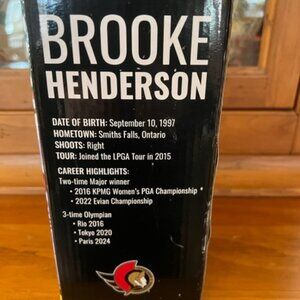 BROOKE
HENDERSON
DATE OF BIRTH: September 10, 1997
HOMETOWN: Smiths Falls, Ontario
SHOOTS: Right
TOUR: Joined the LPGA Tour in 2015
CAREER HIGHLIGHTS:
Two-time Major winner
• 2016 KPMG Women's PGA Championship •
• 2022 Evian Championship
3-time Olympian
• Rio 2016
• Tokyo 2020
• Paris 2024